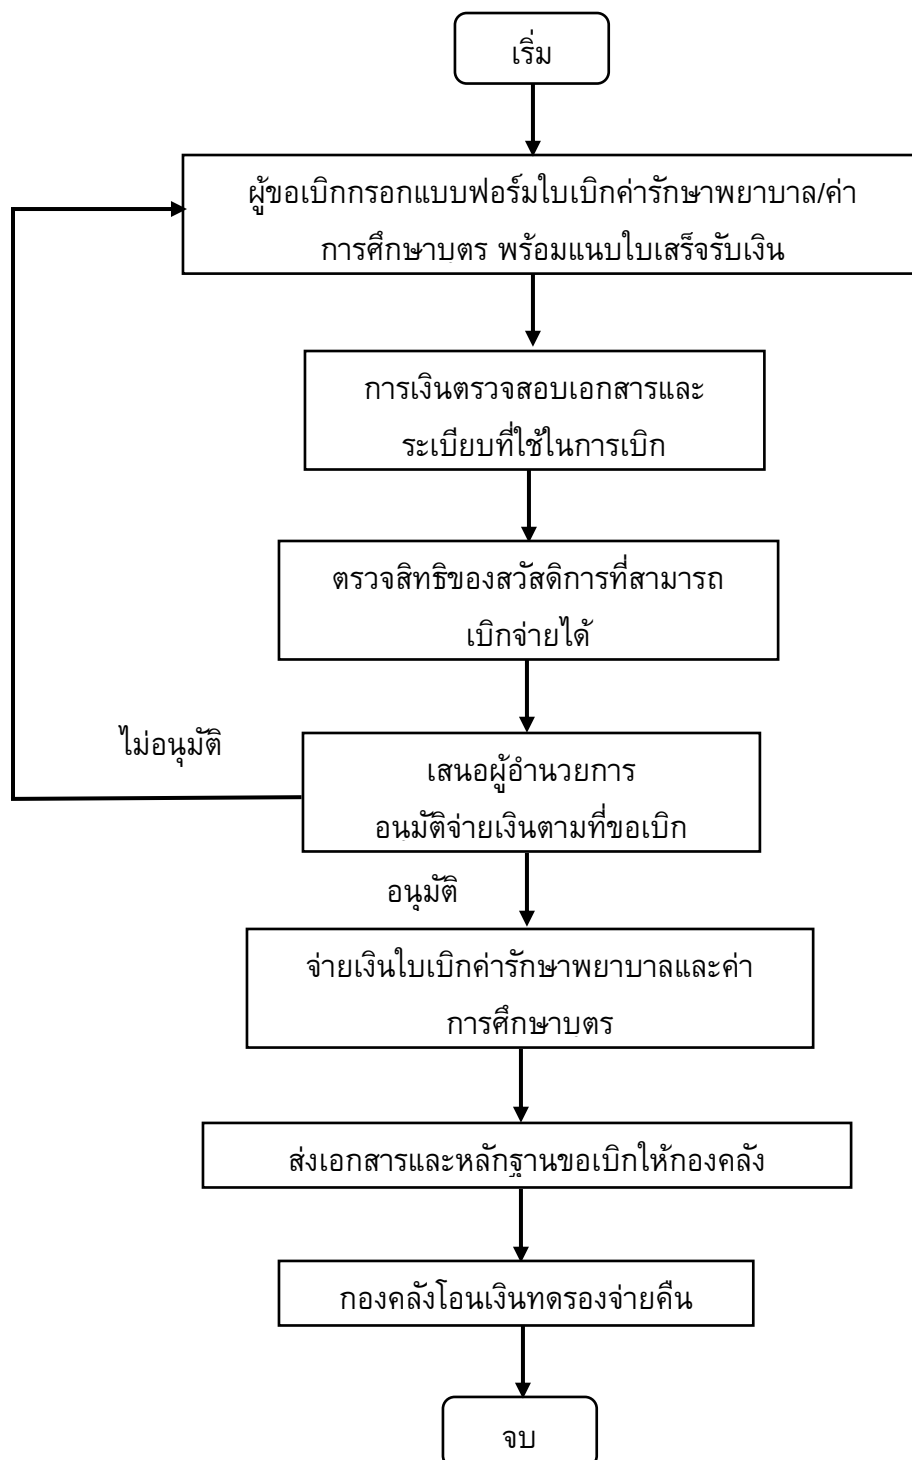 เริ่ม
ผู้ขอเบิกกรอกแบบฟอร์มใบเบิกค่ารักษาพยาบาล/ค่า
การศึกษาบุตร พร้อมแนบใบเสร็จรับเงิน
การเงินตรวจสอบเอกสารและ
ระเบียบที่ใช้ในการเบิก
ตรวจสิทธิของสวัสดิการที่สามารถ
เบิกจ่ายได้
ไม่อนุมัติ
เสนอผู้อำนวยการ
อนุมัติจ่ายเงินตามที่ขอเบิก
อนุมัติ
จ่ายเงินใบเบิกค่ารักษาพยาบาลและค่า
การศึกษาบุตร
ส่งเอกสารและหลักฐานขอเบิกให้กองคลัง
กองคลังโอนเงินทดรองจ่ายคืน
จบ